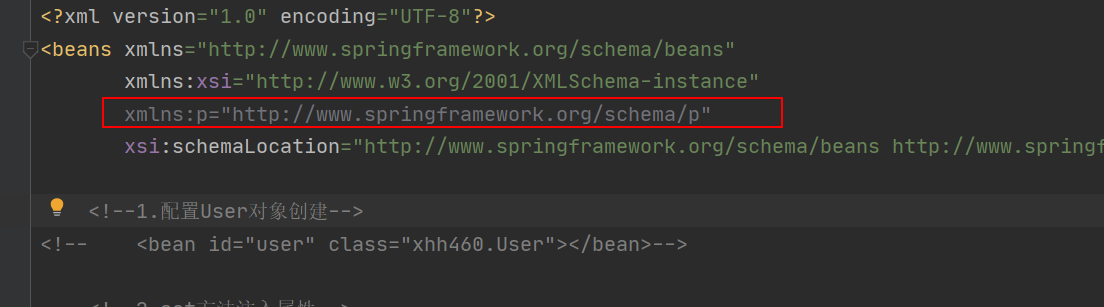 <?xml version="1.0" encoding="UTF-8"?>
<beans xmlns="http://www.springframework.org/schema/beans"
xmlns:xsi="http://www.w3.org/2001/XMLSchema-instance"
xmlns:p="http://www.springframework.org/schema/p"
xsi:schemaLocation="http://www.springframework.org/schema/beans http://www.springf
<!--1.配置User对象创建-->
<!--    <bean id="user" class="xhh460.User"></bean>-->